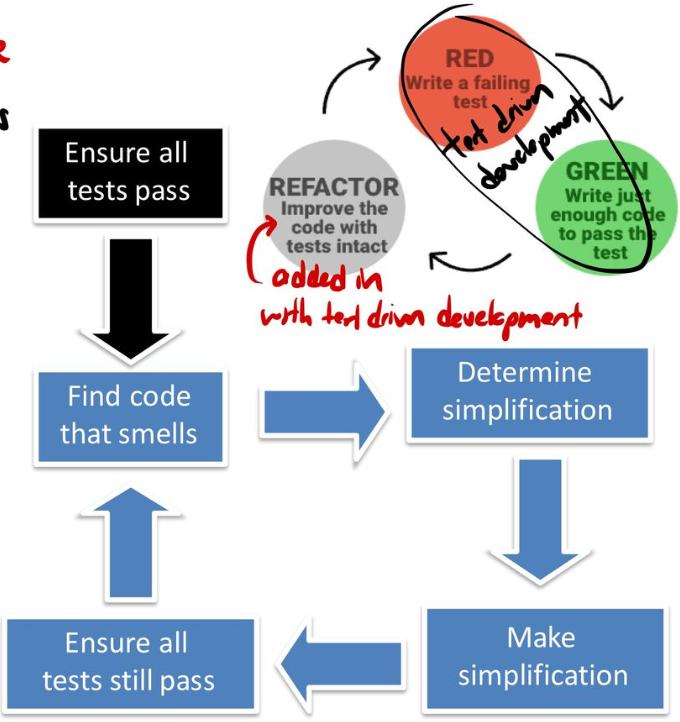 e
s
RED
Write a failing
test
test driven
development
GREEN
Write just
enough code
to pass the
test
REFACTOR
Improve the
code with
tests intact
added in
with test driven development
Ensure all
tests pass
Find code
that smells
Determine
simplification
Make
simplification
Ensure all
tests still pass